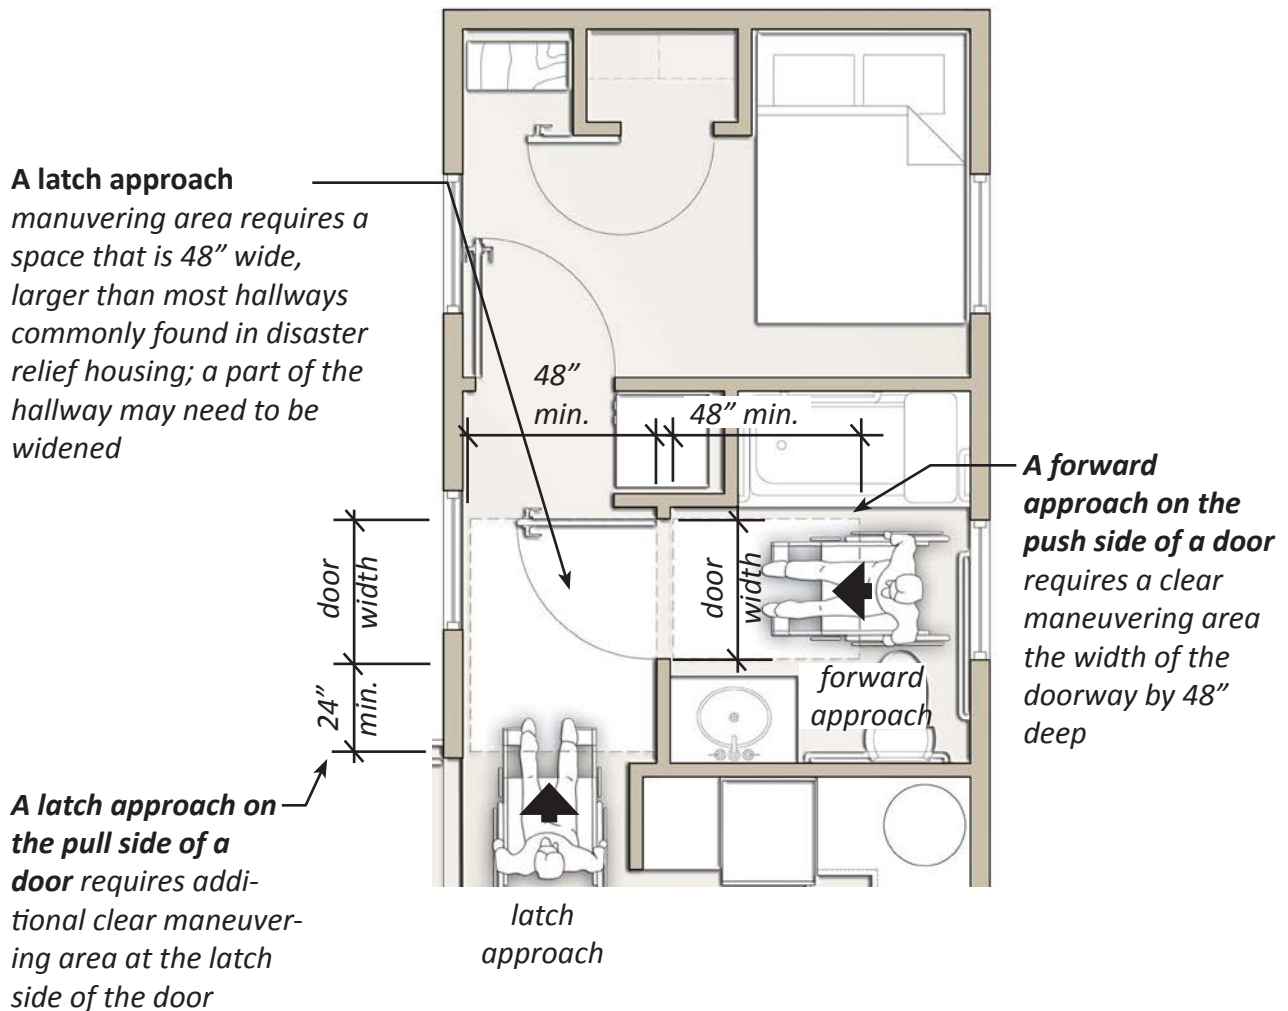 A latch approach
manuvering area requires a
space that is 48” wide,
larger than most hallways
commonly found in disaster
relief housing; a part of the
hallway may need to be
widened
48”
min.
48” min.
A forward
approach on the
push side of a door
requires a clear
maneuvering area
the width of the
doorway by 48”
deep
door
width
door
width
24”
min.
forward
approach
A latch approach on
the pull side of a
door requires addi-
tional clear maneuver-
ing area at the latch
side of the door
latch
approach